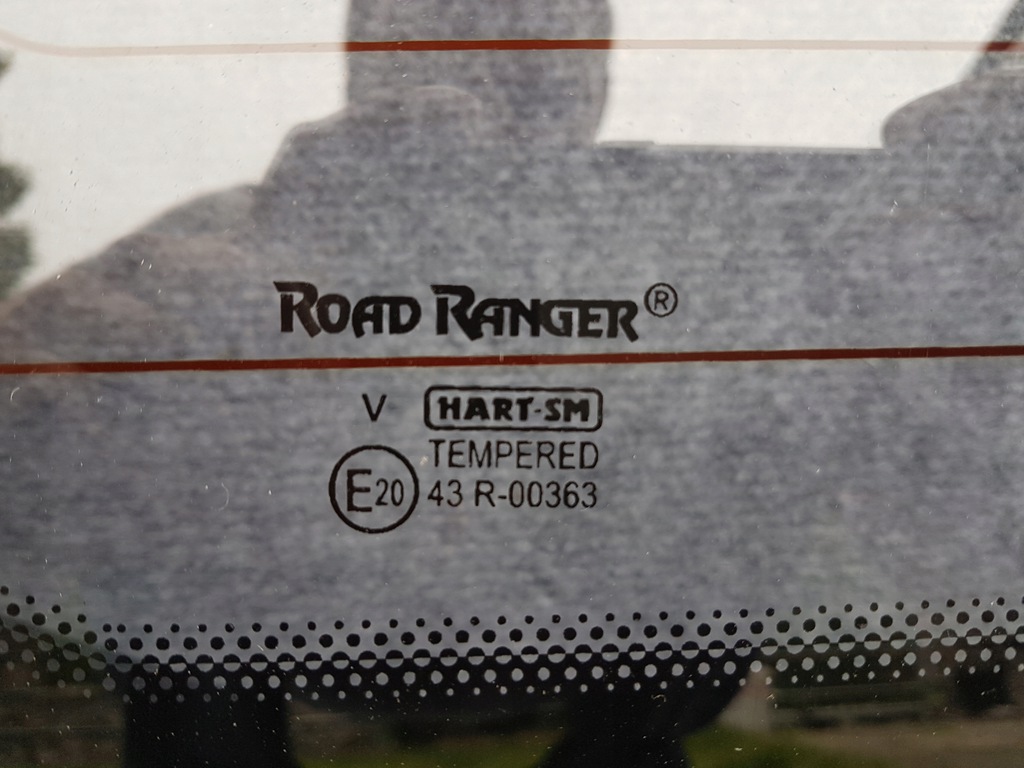 ROAD RANGER®
V HART-SM
TEMPERED
E20 43 R-00363